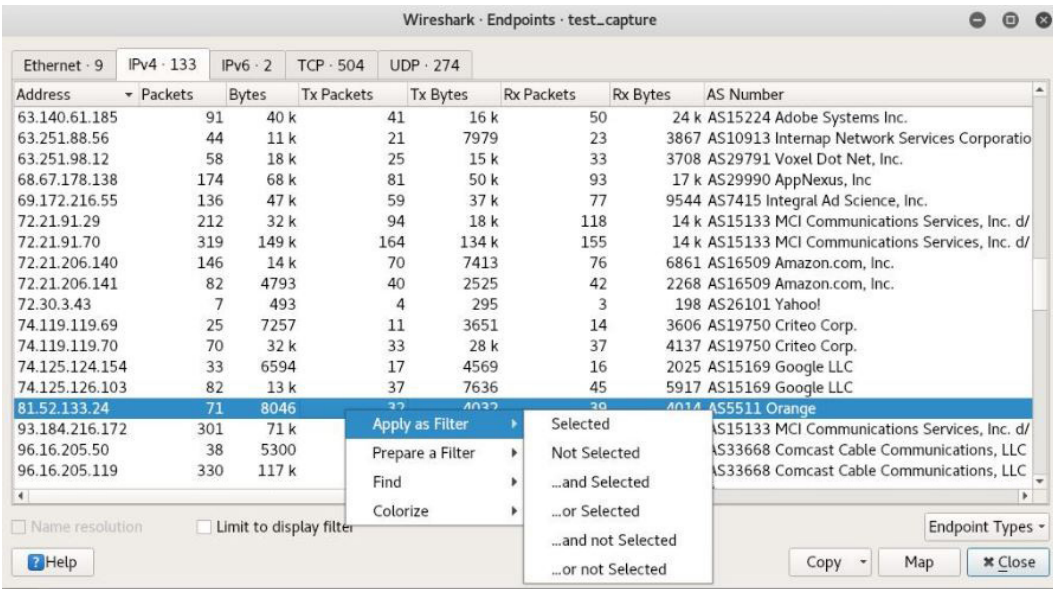 Wireshark · Endpoints · test_capture
Ethernet · 9 IPv4 · 133 IPv6 · 2 TCP · 504 UDP · 274
Address Packets Bytes Tx Packets Tx Bytes Rx Packets Rx Bytes AS Number
63.140.61.185 91 40 k 41 16 k 50 24 k AS15224 Adobe Systems Inc.
63.251.88.56 44 11 k 21 7979 23 3867 AS10913 Internap Network Services Corporatio
63.251.98.12 58 18 k 25 15 k 33 3708 AS29791 Voxel Dot Net, Inc.
68.67.178.138 174 68 k 81 50 k 93 17 k AS29990 AppNexus, Inc
69.172.216.55 136 47 k 59 37 k 77 9544 AS7415 Integral Ad Science, Inc.
72.21.91.29 212 32 k 94 18 k 118 14 k AS15133 MCI Communications Services, Inc. d/
72.21.91.70 319 149 k 164 134 k 155 14 k AS15133 MCI Communications Services, Inc. d/
72.21.206.140 146 14 k 70 7413 76 6861 AS16509 Amazon.com, Inc.
72.21.206.141 82 4793 40 2525 42 2268 AS16509 Amazon.com, Inc.
72.30.3.43 7 493 4 295 3 198 AS26101 Yahoo!
74.119.119.69 25 7257 11 3651 14 3606 AS19750 Criteo Corp.
74.119.119.70 70 32 k 33 28 k 37 4137 AS19750 Criteo Corp.
74.125.124.154 33 6594 17 4569 16 2025 AS15169 Google LLC
74.125.126.103 82 13 k 37 7636 45 5917 AS15169 Google LLC
81.52.133.24 71 8046 32 4032 39 4014 AS5511 Orange
93.184.216.172 301 71 k AS15133 MCI Communications Services, Inc. d/
96.16.205.50 38 5300 AS33668 Comcast Cable Communications, LLC
96.16.205.119 330 117 k AS33668 Comcast Cable Communications, LLC
Apply as Filter
Prepare a Filter
Find
Colorize
Selected
Not Selected
...and Selected
...or Selected
...and not Selected
...or not Selected
Name resolution Limit to display filter Endpoint Types
Help Copy Map Close